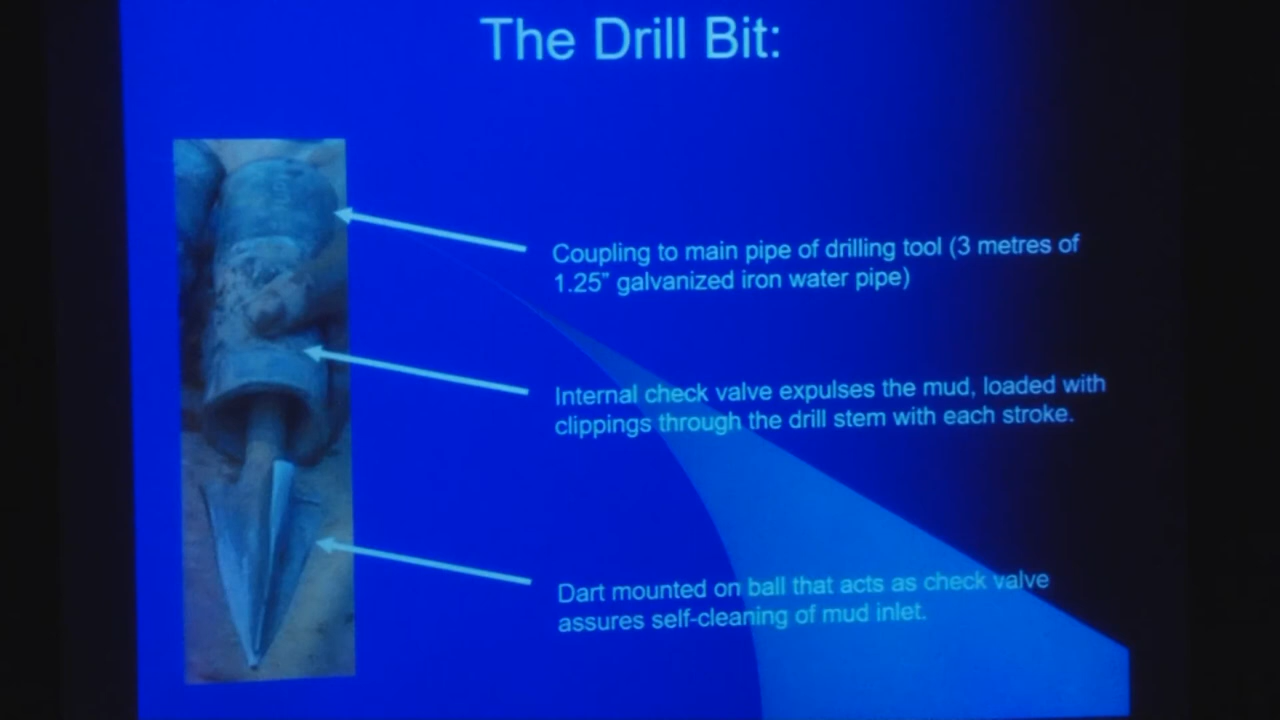 The Drill Bit:
Coupling to main pipe of drilling tool (3 metres of
1.25” galvanized iron water pipe)
Internal check valve expulses the mud, loaded with
clippings through the drill stem with each stroke.
Dart mounted on ball that acts as check valve
assures self-cleaning of mud inlet.